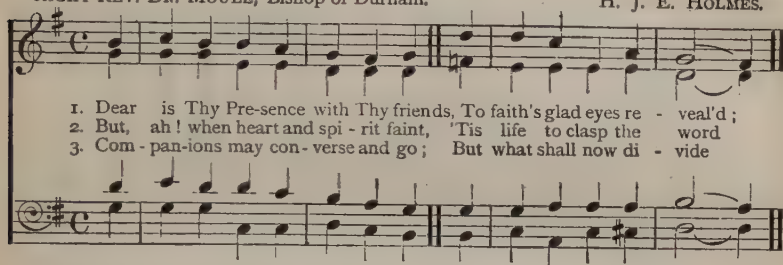 RIGHT REV. DR. MOULE, Bishop of Durham. H. J. E. HOLMES.
1. Dear is Thy Pre-sence with Thy friends, To faith's glad eyes re - veal'd ;
2. But, ah ! when heart and spi - rit faint, 'Tis life to clasp the word
3. Com - pan-ions may con - verse and go ; But what shall now di - vide